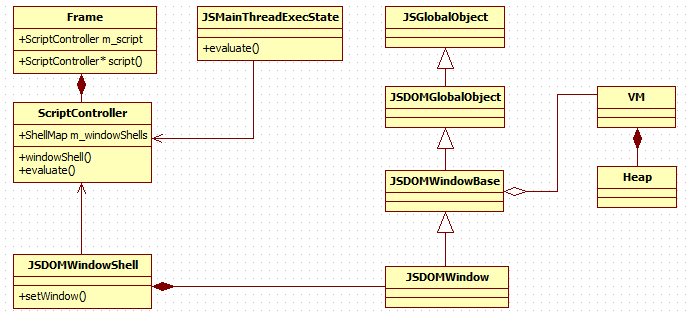 Frame
+ScriptController m_script
+ScriptController* script()
JSMainThreadExecState
+evaluate()
JSGlobalObject
ScriptController
+ShellMap m_windowShells
+windowShell()
+evaluate()
JSDOMGlobalObject
VM
JSDOMWindowBase
Heap
JSDOMWindowShell
+setWindow()
JSDOMWindow